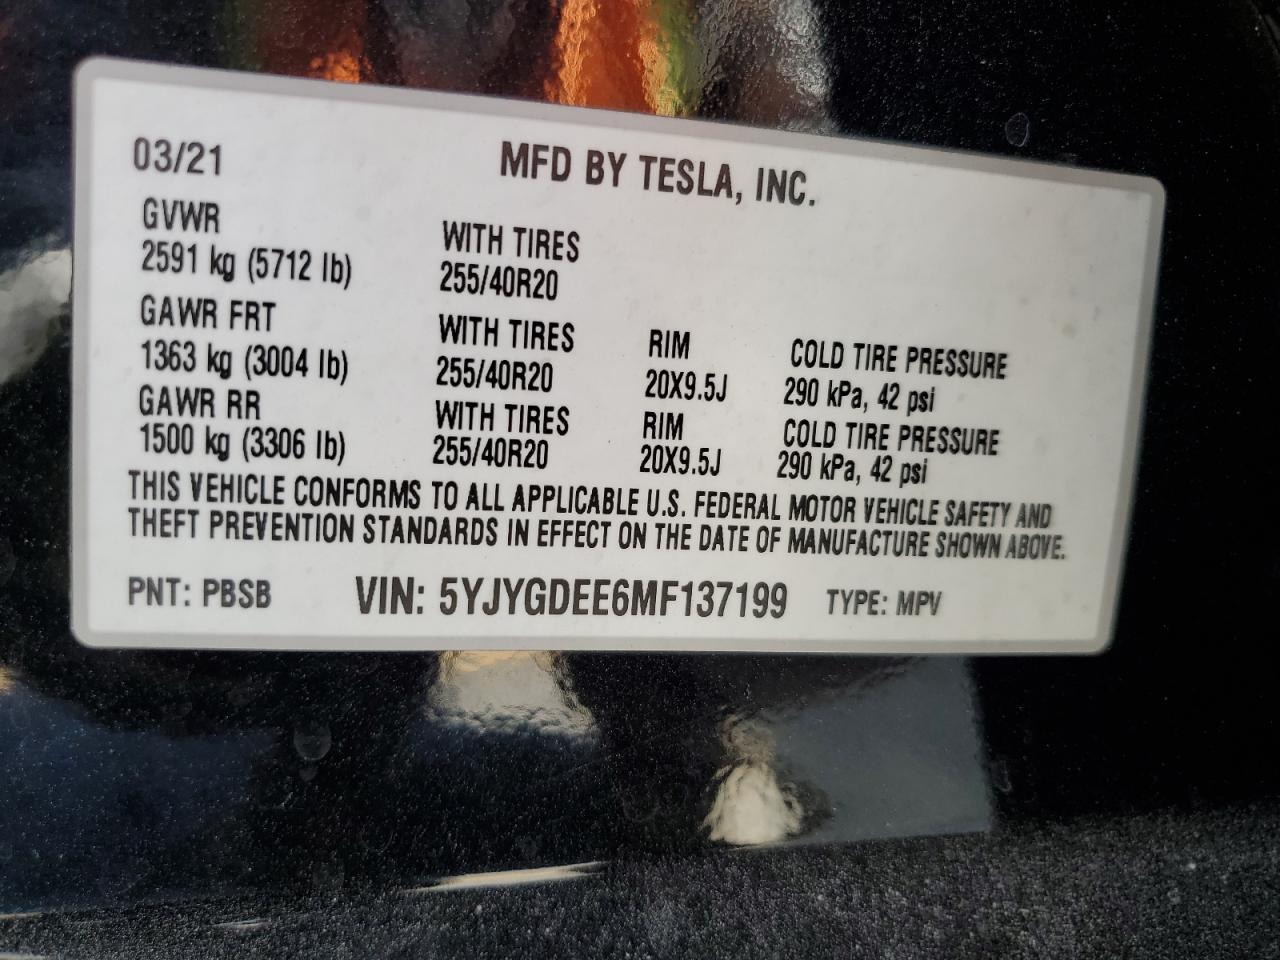 03/21 MFD BY TESLA, INC.
GVWR WITH TIRES
2591 kg (5712 lb) 255/40R20
GAWR FRT WITH TIRES RIM COLD TIRE PRESSURE
1363 kg (3004 lb) 255/40R20 20X9.5J 290 kPa, 42 psi
GAWR RR WITH TIRES RIM COLD TIRE PRESSURE
1500 kg (3306 lb) 255/40R20 20X9.5J 290 kPa, 42 psi
THIS VEHICLE CONFORMS TO ALL APPLICABLE U.S. FEDERAL MOTOR VEHICLE SAFETY AND
THEFT PREVENTION STANDARDS IN EFFECT ON THE DATE OF MANUFACTURE SHOWN ABOVE.
PNT: PBSB VIN: 5YJYGDEE6MF137199 TYPE: MPV